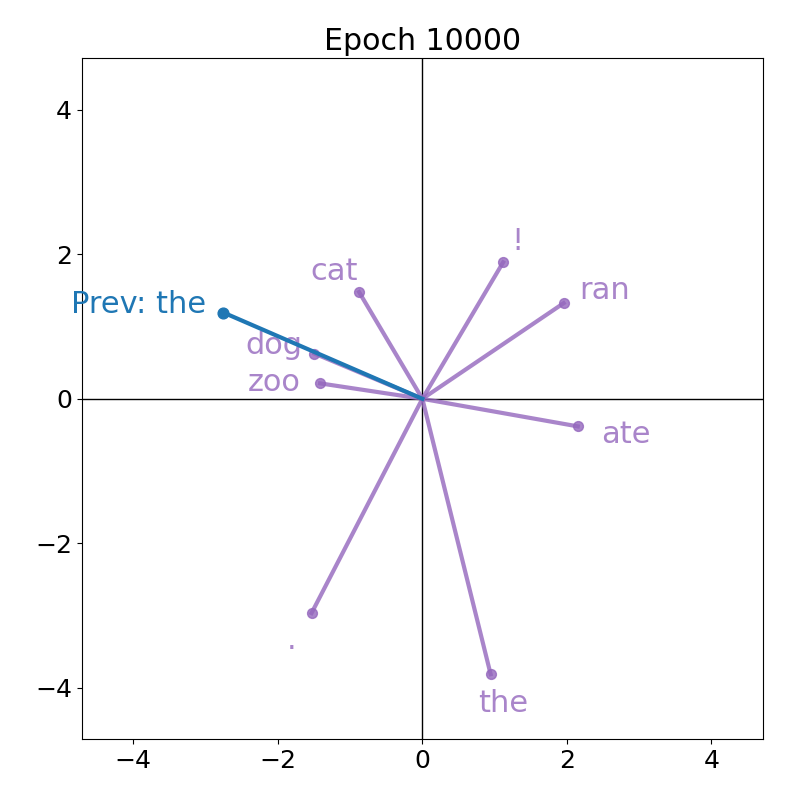 Epoch 10000
4
!
2
cat
ran
Prev: the
dog
zoo
0
ate
−2
.
−4
the
−4
−2
0
2
4